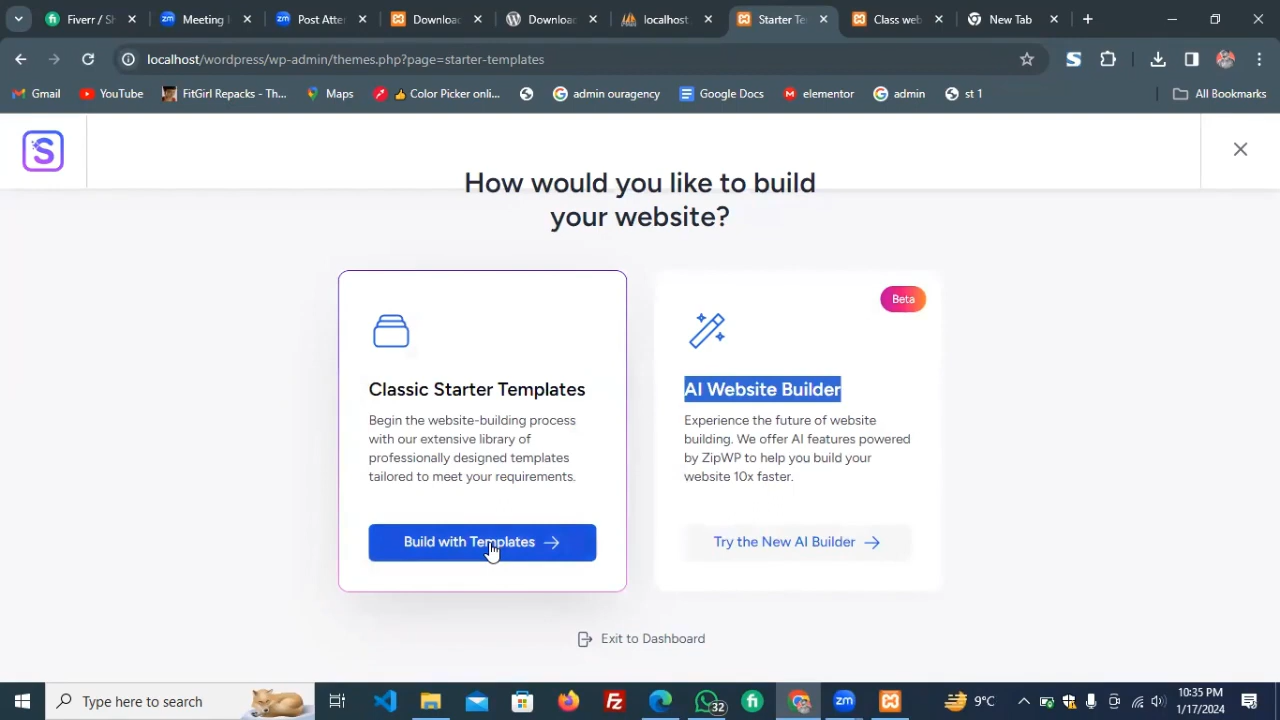 Fiverr / Sh
Meeting I
Post Atter
Downloa
Downloa
localhost
Starter Te
Class web
New Tab
localhost/wordpress/wp-admin/themes.php?page=starter-templates
Gmail
YouTube
FitGirl Repacks - Th...
Maps
👍 Color Picker onli...
admin ouragency
Google Docs
elementor
admin
st 1
All Bookmarks
How would you like to build
your website?
Classic Starter Templates
Begin the website-building process
with our extensive library of
professionally designed templates
tailored to meet your requirements.
Build with Templates
Beta
AI Website Builder
Experience the future of website
building. We offer AI features powered
by ZipWP to help you build your
website 10x faster.
Try the New AI Builder
Exit to Dashboard
Type here to search
32
9°C
10:35 PM
1/17/2024